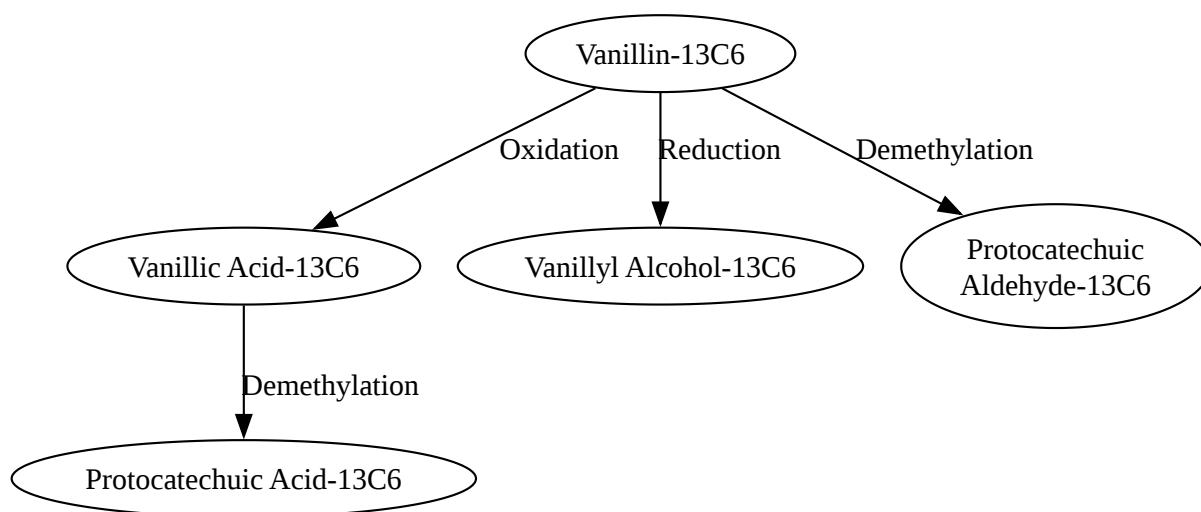 Vanillin-13C6
Oxidation
Reduction
Demethylation
Vanillic Acid-13C6
Vanillyl Alcohol-13C6
Protocatechuic
Aldehyde-13C6
Demethylation
Protocatechuic Acid-13C6